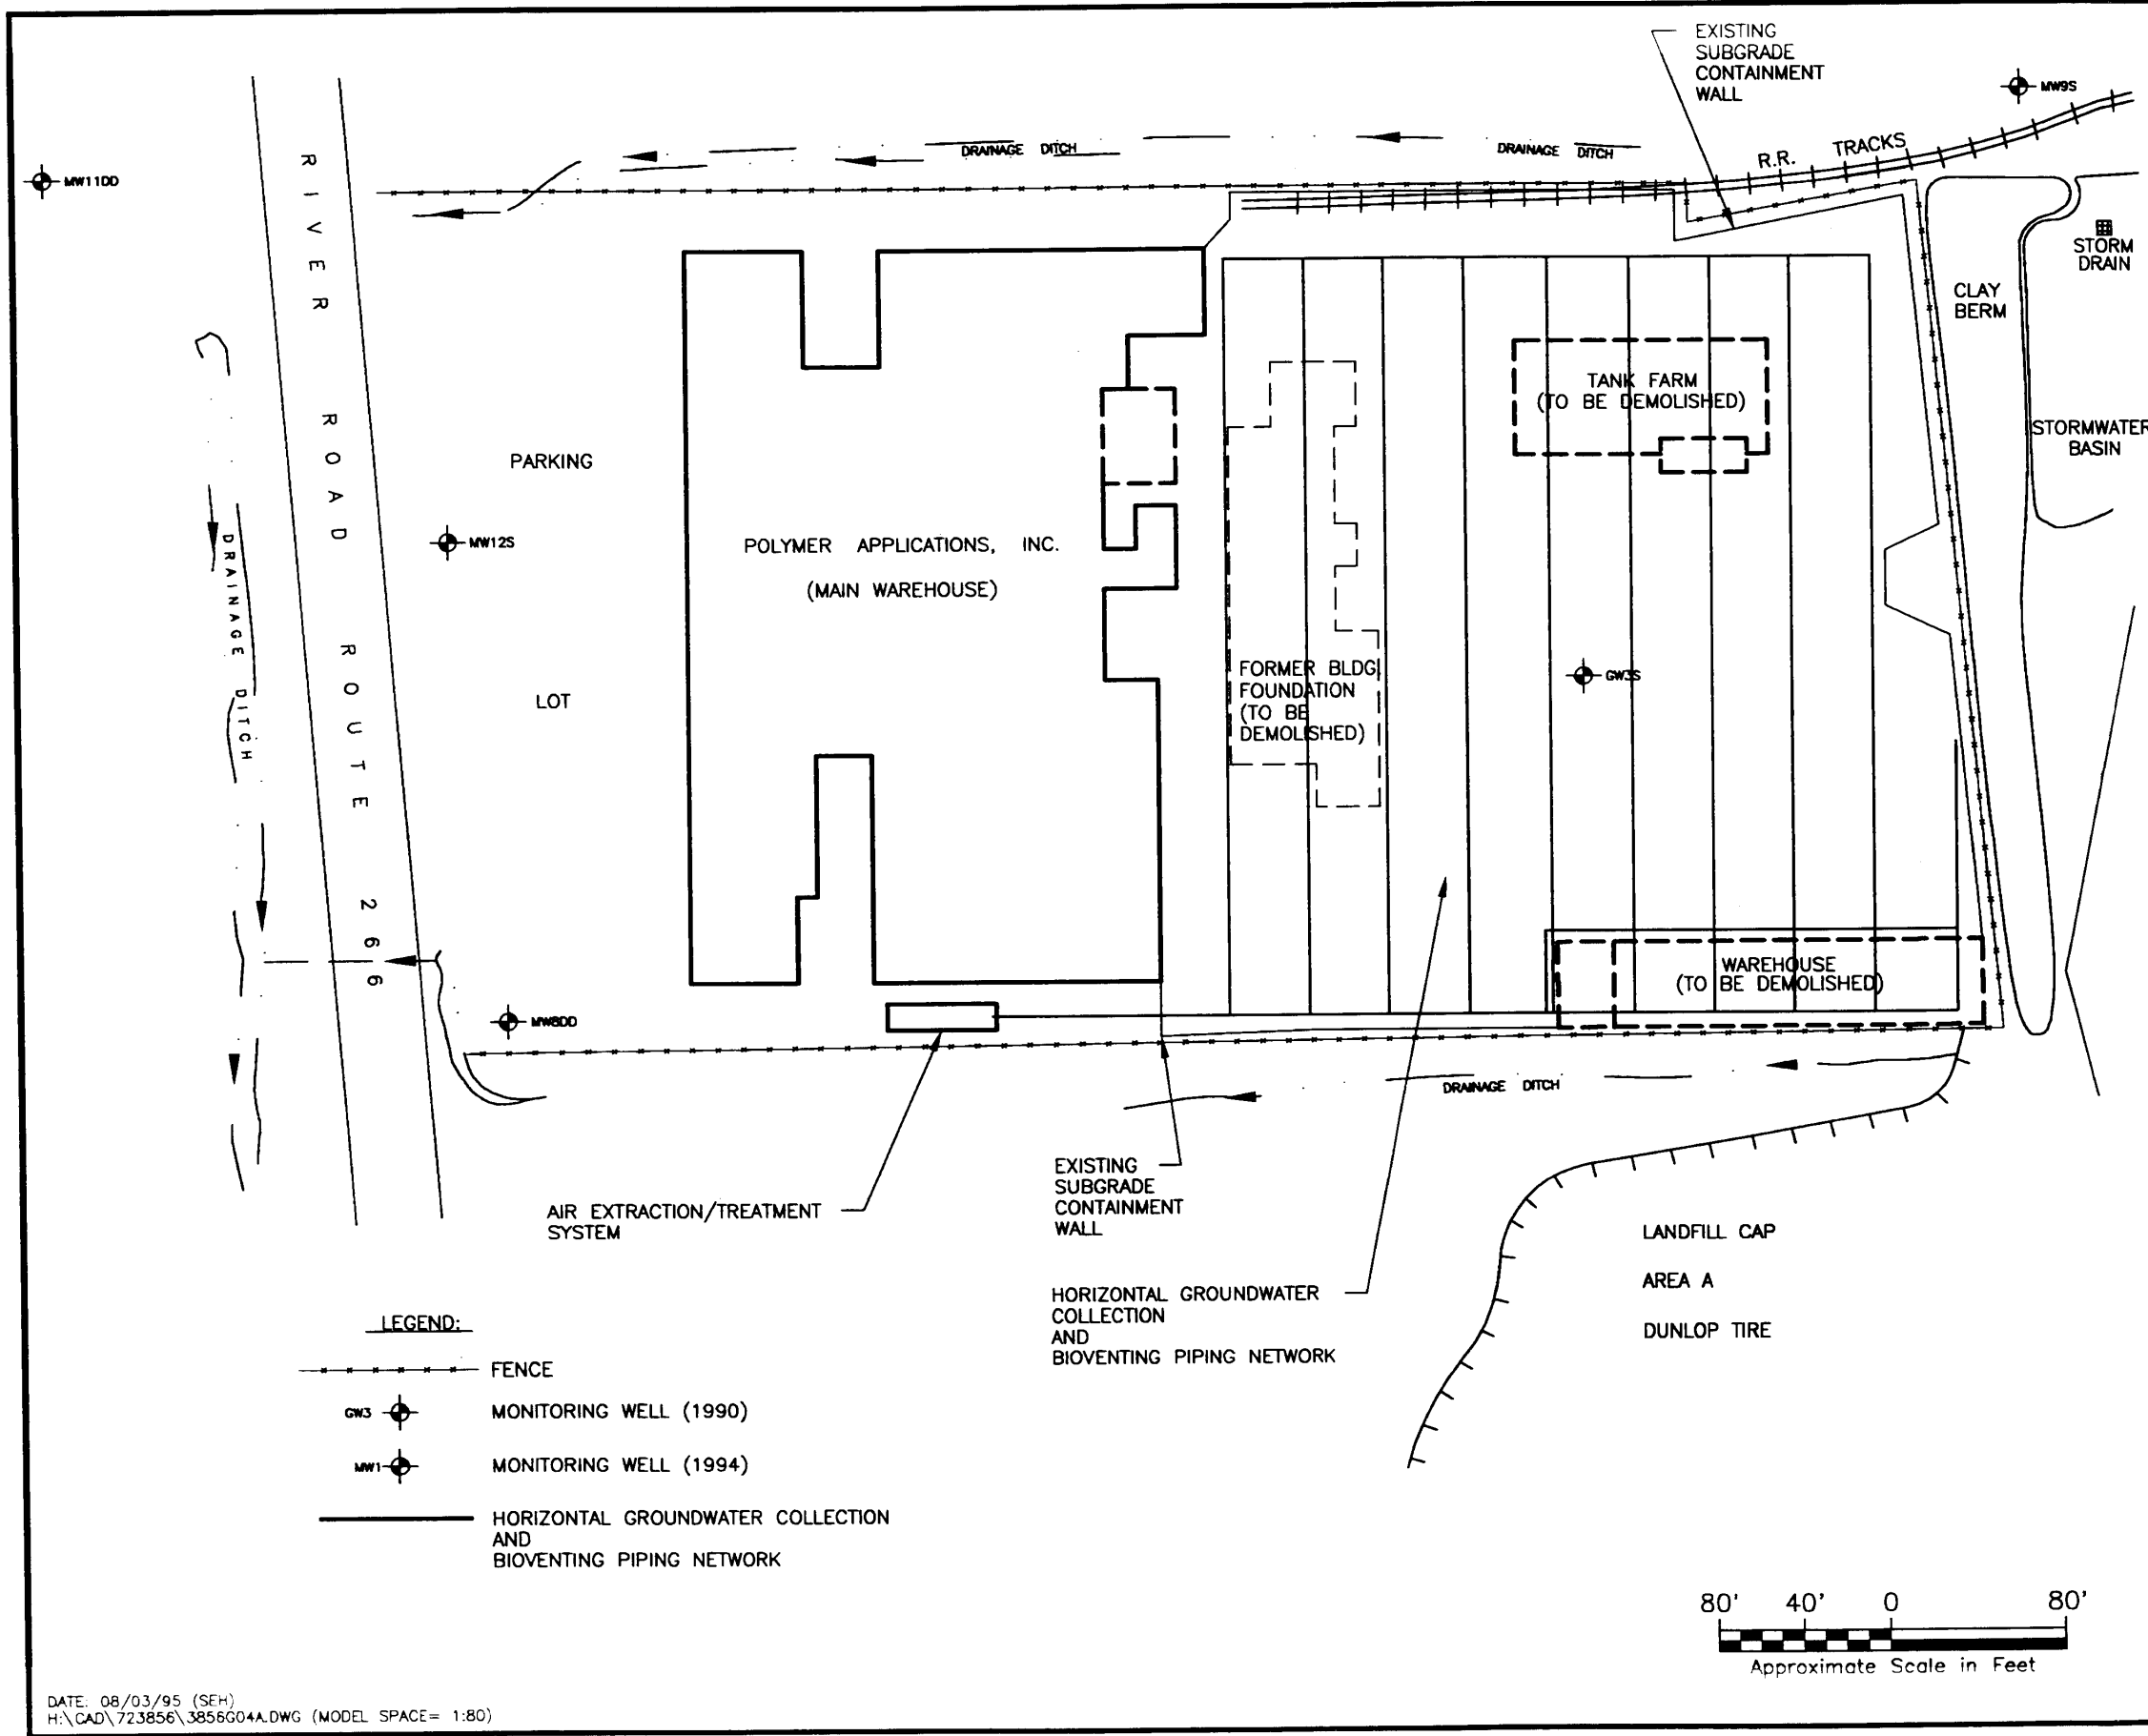 EXISTING
SUBGRADE
CONTAINMENT
WALL
MW9S
R.R. TRACKS
DRAINAGE DITCH
DRAINAGE DITCH
MW11DD
RIVER ROAD ROUTE 266
STORM
DRAIN
CLAY
BERM
TANK FARM
(TO BE DEMOLISHED)
STORMWATER
BASIN
PARKING
MW12S
POLYMER APPLICATIONS, INC.
(MAIN WAREHOUSE)
DRAINAGE DITCH
LOT
FORMER BLDG
FOUNDATION
(TO BE
DEMOLISHED)
GW3S
WAREHOUSE
(TO BE DEMOLISHED)
MW8DD
DRAINAGE DITCH
AIR EXTRACTION/TREATMENT
SYSTEM
EXISTING
SUBGRADE
CONTAINMENT
WALL
HORIZONTAL GROUNDWATER
COLLECTION
AND
BIOVENTING PIPING NETWORK
LANDFILL CAP
AREA A
DUNLOP TIRE
LEGEND:
FENCE
GW3 MONITORING WELL (1990)
MW1 MONITORING WELL (1994)
HORIZONTAL GROUNDWATER COLLECTION
AND
BIOVENTING PIPING NETWORK
80' 40' 0 80'
Approximate Scale in Feet
DATE: 08/03/95 (SEH)
H:\CAD\723856\3856G04A.DWG (MODEL SPACE= 1:80)